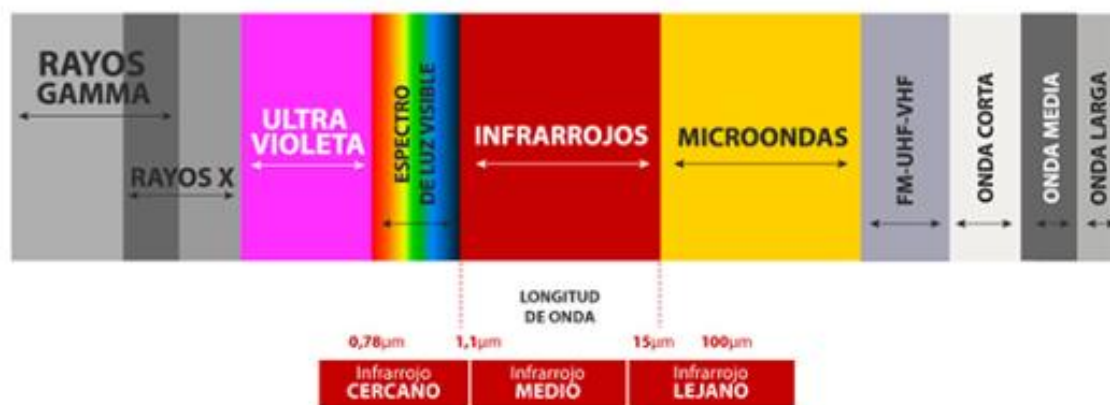 RAYOS
GAMMA
RAYOS X
ULTRA
VIOLETA
ESPECTRO
DE LUZ VISIBLE
INFRARROJOS
MICROONDAS
FM-UHF-VHF
ONDA CORTA
ONDA MEDIA
ONDA LARGA
LONGITUD
DE ONDA
0,78µm 1,1µm 15µm 100µm
Infrarrojo
CERCANO
Infrarrojo
MEDIO
Infrarrojo
LEJANO